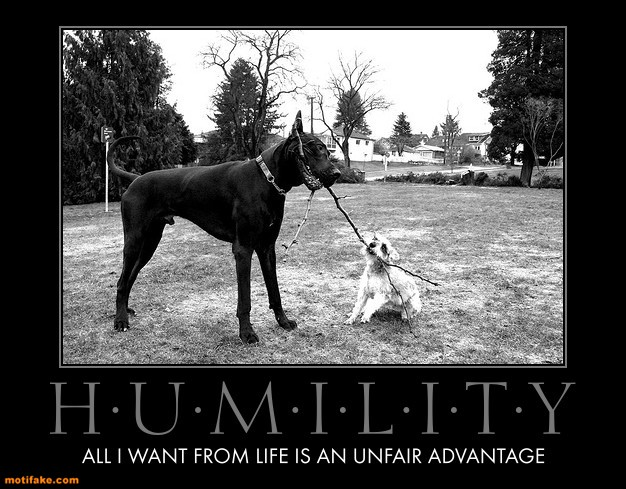 H·U·M·I·L·I·T·Y
ALL I WANT FROM LIFE IS AN UNFAIR ADVANTAGE
motifake.com